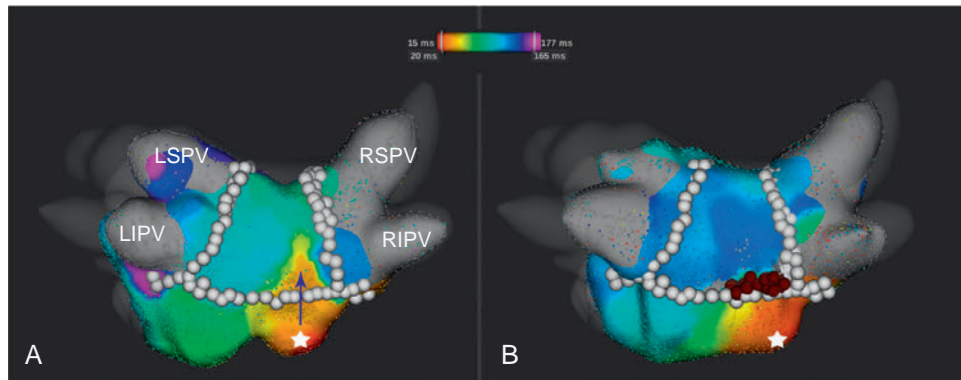 15 ms 177 ms
20 ms 165 ms
LSPV RSPV
LIPV RIPV
A B